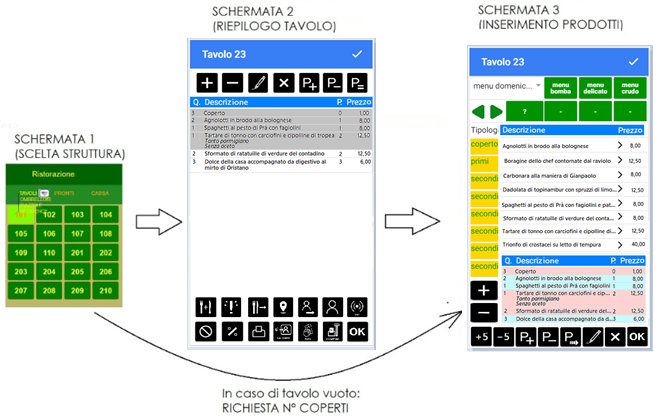 SCHERMATA 1
(SCELTA STRUTTURA)
Ristorazione
TAVOLI
PRONTI
CASSA
101 102 103 104
105 106 107 108
109 110 201 202
203 204 205 206
207 208 209 210
SCHERMATA 2
(RIEPILOGO TAVOLO)
Tavolo 23
+ − × P+ P− P=
Q. Descrizione P. Prezzo
3 Coperto 0 1,00
2 Agnolotti in brodo alla bolognese 1 8,00
1 Spaghetti al pesto di Prà con fagiolini 1 8,00
1 Tartare di tonno con carciofini e cipolline di tropea 2 12,50
Tanto parmigiano
Senza aceto
2 Sformato di ratatuille di verdure del contadino 2 12,50
3 Dolce della casa accompagnato da digestivo al 3 6,00
mirto di Oristano
% OK
SCHERMATA 3
(INSERIMENTO PRODOTTI)
Tavolo 23
menu domenic...
menu bomba
menu delicato
menu crudo
? - -
Tipolog Descrizione Prezzo
coperto Agnolotti in brodo alla bolognese 8,00
primi Boragine dello chef contornate dal raviolo 12,50
secondi Carbonara alla maniera di Gianpaolo 8,00
secondi Dadolata di topinambur con spruzzi di limo... 12,50
secondi Spaghetti al pesto di Prà con fagiolini e pat... 8,00
secondi Sformato di ratatuille di verdure del conta... 8,00
secondi Tartare di tonno con carciofini e cipolline di... 12,50
secondi Trionfo di crostacei su letto di tempura 40,00
secondi
Q. Descrizione P. Prezzo
3 Coperto 0 1,00
2 Agnolotti in brodo alla bolognese 1 8,00
1 Spaghetti al pesto di Prà con fagiolini 1 8,00
1 Tartare di tonno con carciofini e cip... 2 12,50
Tanto parmigiano
Senza aceto
2 Sformato di ratatuille di verdure del... 2 12,50
3 Dolce della casa accompagnato da d... 3 6,00
+
−
+5 −5 P+ P− P × OK
In caso di tavolo vuoto:
RICHIESTA N° COPERTI